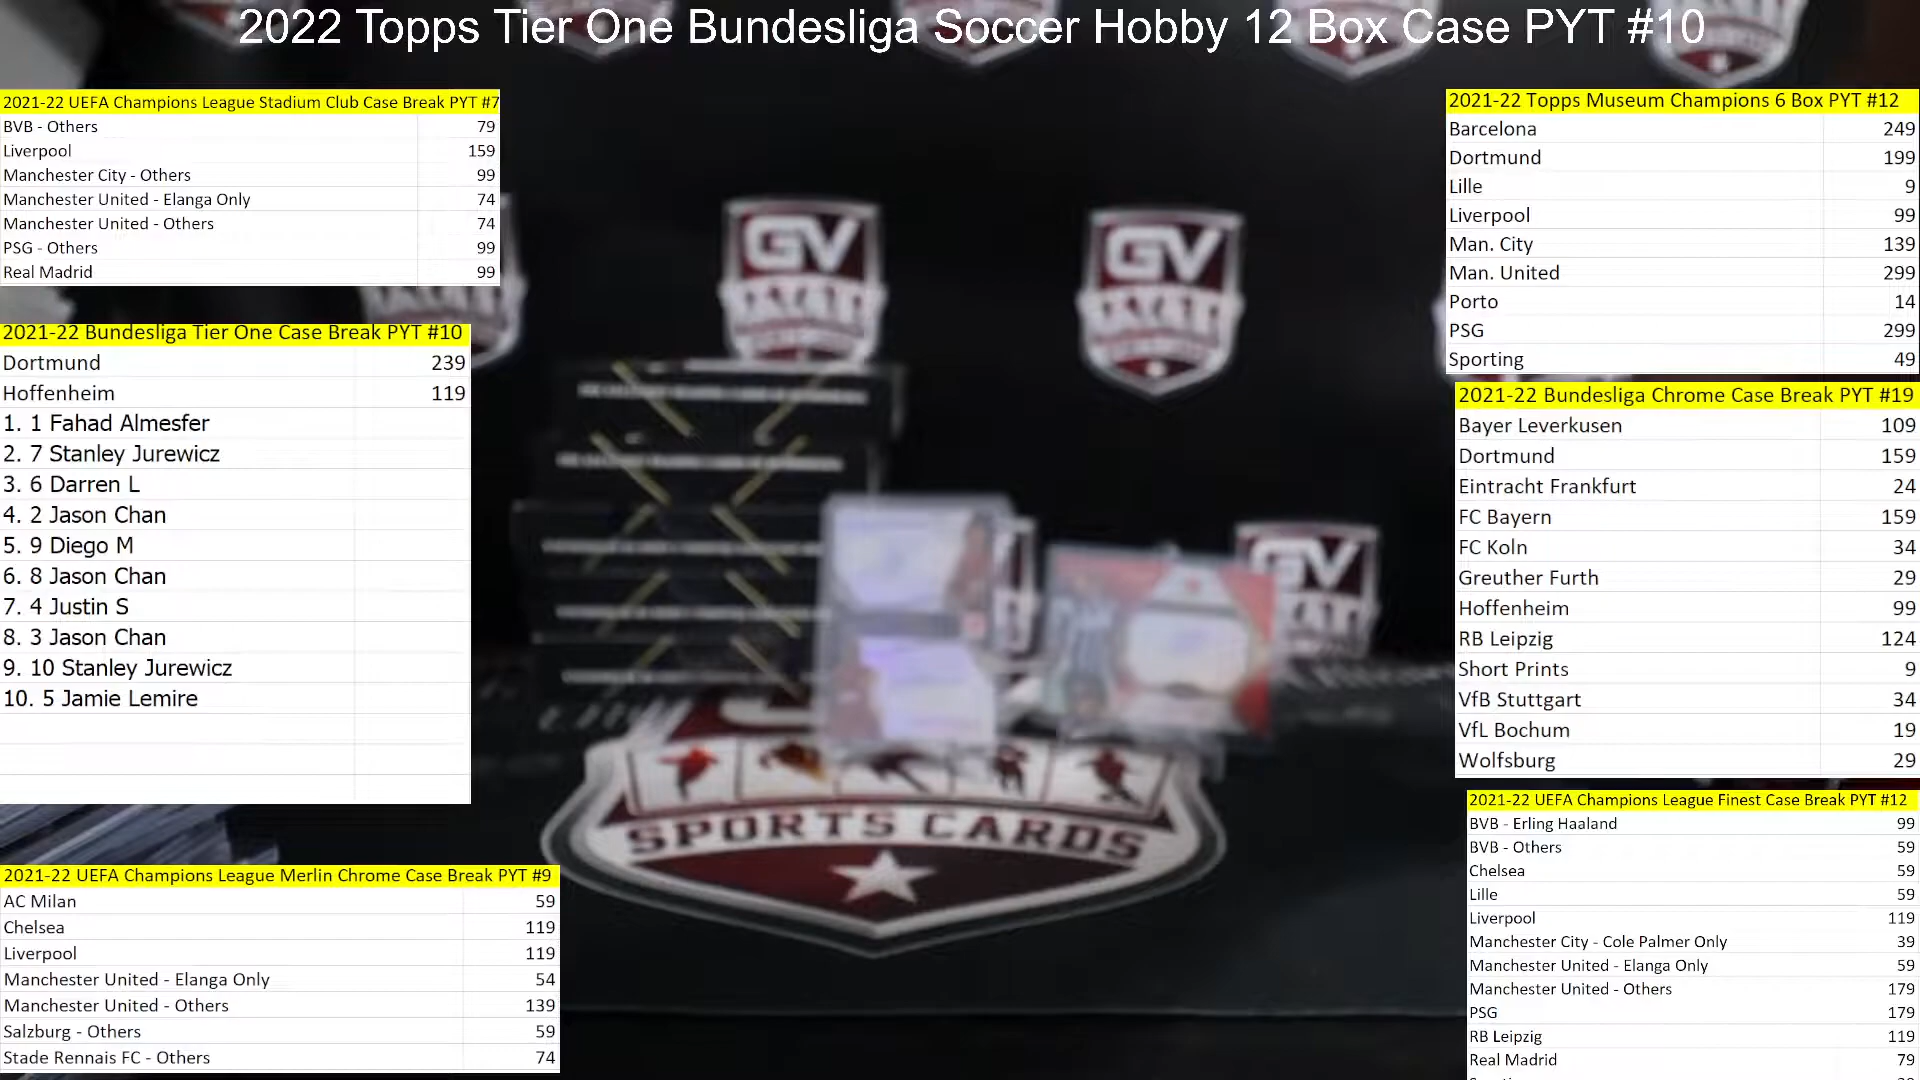 2022 Topps Tier One Bundesliga Soccer Hobby 12 Box Case PYT #10
2021-22 UEFA Champions League Stadium Club Case Break PYT #7
BVB - Others 79
Liverpool 159
Manchester City - Others 99
Manchester United - Elanga Only 74
Manchester United - Others 74
PSG - Others 99
Real Madrid 99
2021-22 Bundesliga Tier One Case Break PYT #10
Dortmund 239
Hoffenheim 119
1. 1 Fahad Almesfer
2. 7 Stanley Jurewicz
3. 6 Darren L
4. 2 Jason Chan
5. 9 Diego M
6. 8 Jason Chan
7. 4 Justin S
8. 3 Jason Chan
9. 10 Stanley Jurewicz
10. 5 Jamie Lemire
2021-22 UEFA Champions League Merlin Chrome Case Break PYT #9
AC Milan 59
Chelsea 119
Liverpool 119
Manchester United - Elanga Only 54
Manchester United - Others 139
Salzburg - Others 59
Stade Rennais FC - Others 74
GV
GV
GV
SPORTS CARDS
2021-22 Topps Museum Champions 6 Box PYT #12
Barcelona 249
Dortmund 199
Lille 9
Liverpool 99
Man. City 139
Man. United 299
Porto 14
PSG 299
Sporting 49
2021-22 Bundesliga Chrome Case Break PYT #19
Bayer Leverkusen 109
Dortmund 159
Eintracht Frankfurt 24
FC Bayern 159
FC Koln 34
Greuther Furth 29
Hoffenheim 99
RB Leipzig 124
Short Prints 9
VfB Stuttgart 34
VfL Bochum 19
Wolfsburg 29
2021-22 UEFA Champions League Finest Case Break PYT #12
BVB - Erling Haaland 99
BVB - Others 59
Chelsea 59
Lille 59
Liverpool 119
Manchester City - Cole Palmer Only 39
Manchester United - Elanga Only 59
Manchester United - Others 179
PSG 179
RB Leipzig 119
Real Madrid 79